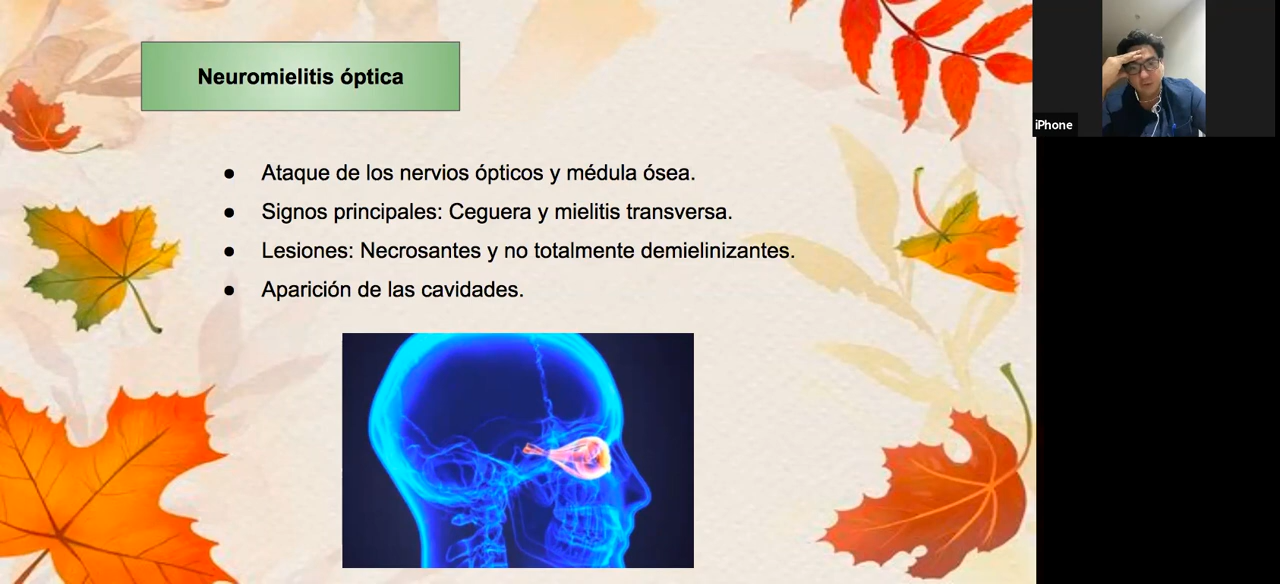 Neuromielitis óptica
● Ataque de los nervios ópticos y médula ósea.
● Signos principales: Ceguera y mielitis transversa.
● Lesiones: Necrosantes y no totalmente demielinizantes.
● Aparición de las cavidades.
iPhone